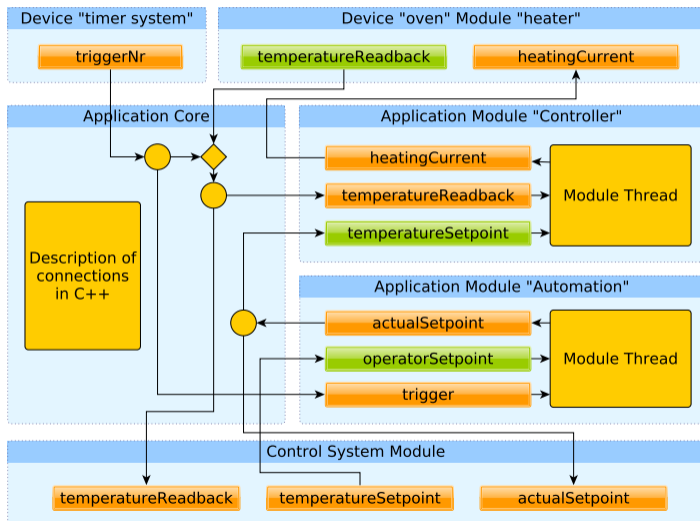 Device "timer system"
triggerNr
Device "oven" Module "heater"
temperatureReadback
heatingCurrent
Application Core
Description of
connections
in C++
Application Module "Controller"
heatingCurrent
temperatureReadback
temperatureSetpoint
Module Thread
Application Module "Automation"
actualSetpoint
operatorSetpoint
trigger
Module Thread
Control System Module
temperatureReadback
temperatureSetpoint
actualSetpoint